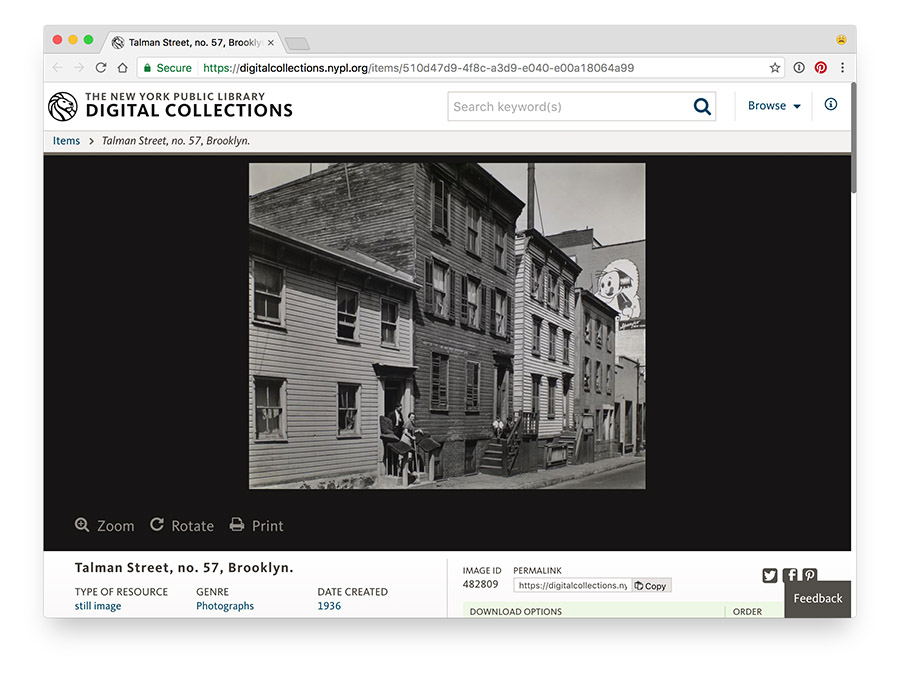 Talman Street, no. 57, Brookly
Secure https://digitalcollections.nypl.org/items/510d47d9-4f8c-a3d9-e040-e00a18064a99
THE NEW YORK PUBLIC LIBRARY
DIGITAL COLLECTIONS
Search keyword(s)
Browse
Items > Talman Street, no. 57, Brooklyn.
Zoom Rotate Print
Talman Street, no. 57, Brooklyn.
TYPE OF RESOURCE GENRE DATE CREATED
still image Photographs 1936
IMAGE ID PERMALINK
482809 https://digitalcollections.ny Copy
DOWNLOAD OPTIONS ORDER
Feedback